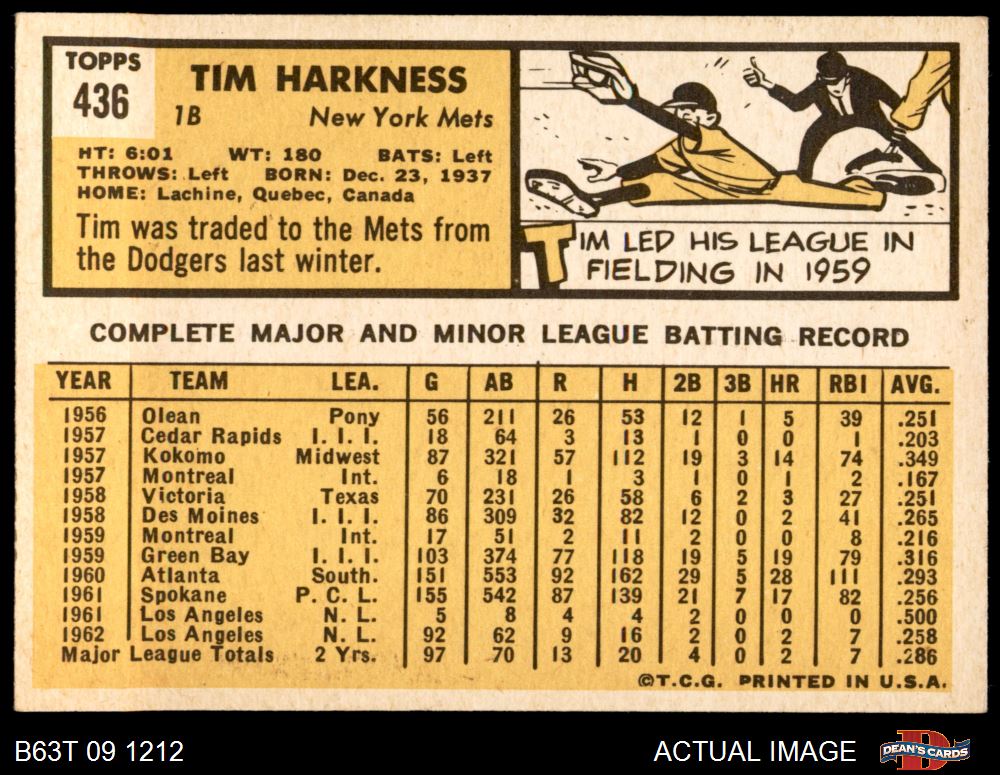 TOPPS
436
TIM HARKNESS
1B New York Mets
HT: 6:01 WT: 180 BATS: Left
THROWS: Left BORN: Dec. 23, 1937
HOME: Lachine, Quebec, Canada
Tim was traded to the Mets from
the Dodgers last winter.
TIM LED HIS LEAGUE IN
FIELDING IN 1959
COMPLETE MAJOR AND MINOR LEAGUE BATTING RECORD
YEAR TEAM LEA. G AB R H 2B 3B HR RBI AVG.
1956 Olean Pony 56 211 26 53 12 1 5 39 .251
1957 Cedar Rapids I. I. I. 18 64 3 13 1 0 0 1 .203
1957 Kokomo Midwest 87 321 57 112 19 3 14 74 .349
1957 Montreal Int. 6 18 1 3 1 0 1 2 .167
1958 Victoria Texas 70 231 26 58 6 2 3 27 .251
1958 Des Moines I. I. I. 86 309 32 82 12 0 2 41 .265
1959 Montreal Int. 17 51 2 11 2 0 0 8 .216
1959 Green Bay I. I. I. 103 374 77 118 19 5 19 79 .316
1960 Atlanta South. 151 553 92 162 29 5 28 111 .293
1961 Spokane P. C. L. 155 542 87 139 21 7 17 82 .256
1961 Los Angeles N. L. 5 8 4 4 2 0 0 0 .500
1962 Los Angeles N. L. 92 62 9 16 2 0 2 7 .258
Major League Totals 2 Yrs. 97 70 13 20 4 0 2 7 .286
©T.C.G. PRINTED IN U.S.A.
B63T 09 1212 ACTUAL IMAGE DEAN'S CARDS